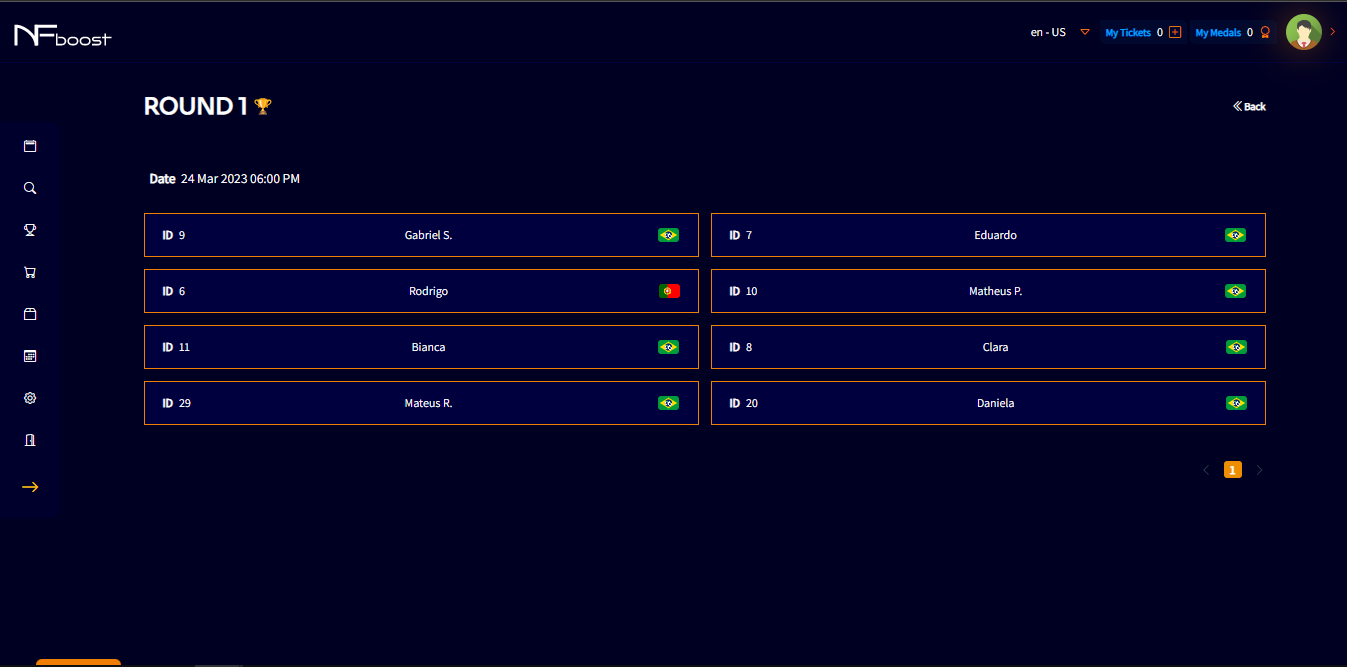 NFboost
en - US
My Tickets 0
My Medals 0
ROUND 1
Back
Date 24 Mar 2023 06:00 PM
ID 9 Gabriel S.
ID 7 Eduardo
ID 6 Rodrigo
ID 10 Matheus P.
ID 11 Bianca
ID 8 Clara
ID 29 Mateus R.
ID 20 Daniela
1